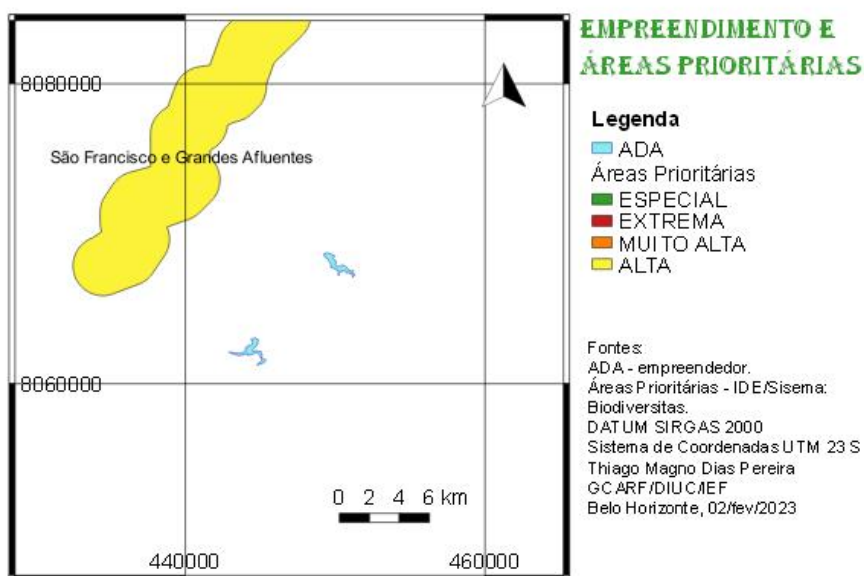 EMPREENDIMENTO E
ÁREAS PRIORITÁRIAS
8080000
São Francisco e Grandes Afluentes
8060000
0 2 4 6 km
440000 460000
Legenda
ADA
Áreas Prioritárias
ESPECIAL
EXTREMA
MUITO ALTA
ALTA
Fontes:
ADA - empreendedor.
Áreas Prioritárias - IDE/Sisema:
Biodiversitas.
DATUM SIRGAS 2000
Sistema de Coordenadas UTM 23 S
Thiago Magno Dias Pereira
GCARF/DIUC/IEF
Belo Horizonte, 02/fev/2023